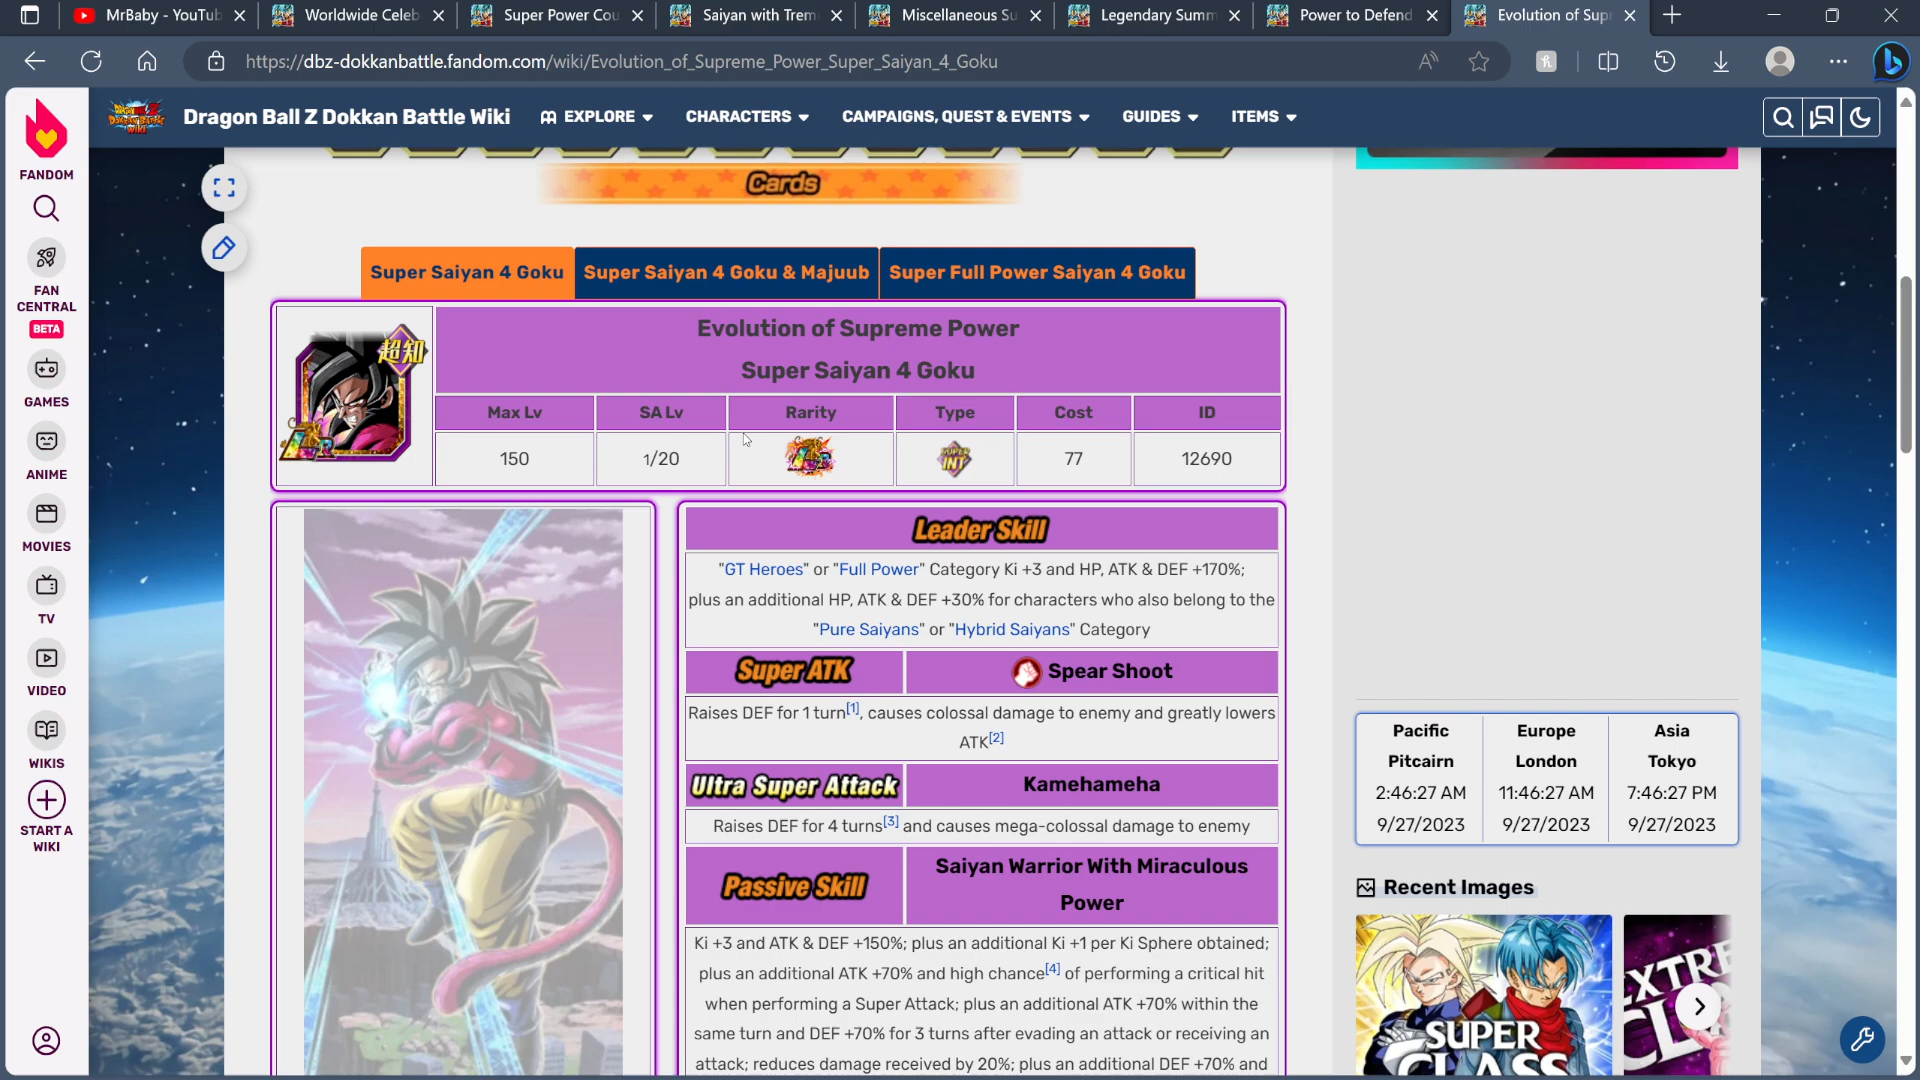 MrBaby - YouTub
Worldwide Celeb
Super Power Cou
Saiyan with Trem
Miscellaneous Su
Legendary Summ
Power to Defend
Evolution of Supr
https://dbz-dokkanbattle.fandom.com/wiki/Evolution_of_Supreme_Power_Super_Saiyan_4_Goku
Dragon Ball Z Dokkan Battle Wiki
EXPLORE
CHARACTERS
CAMPAIGNS, QUEST & EVENTS
GUIDES
ITEMS
FANDOM
FAN
CENTRAL
BETA
GAMES
ANIME
MOVIES
TV
VIDEO
WIKIS
START A
WIKI
Cards
Super Saiyan 4 Goku
Super Saiyan 4 Goku & Majuub
Super Full Power Saiyan 4 Goku
超知
Evolution of Supreme Power
Super Saiyan 4 Goku
Max Lv
SA Lv
Rarity
Type
Cost
ID
150
1/20
LR
SUPER
INT
77
12690
Leader Skill
"GT Heroes" or "Full Power" Category Ki +3 and HP, ATK & DEF +170%;
plus an additional HP, ATK & DEF +30% for characters who also belong to the
"Pure Saiyans" or "Hybrid Saiyans" Category
Super ATK
Spear Shoot
Raises DEF for 1 turn[1], causes colossal damage to enemy and greatly lowers
ATK[2]
Ultra Super Attack
Kamehameha
Raises DEF for 4 turns[3] and causes mega-colossal damage to enemy
Passive Skill
Saiyan Warrior With Miraculous
Power
Ki +3 and ATK & DEF +150%; plus an additional Ki +1 per Ki Sphere obtained;
plus an additional ATK +70% and high chance[4] of performing a critical hit
when performing a Super Attack; plus an additional ATK +70% within the
same turn and DEF +70% for 3 turns after evading an attack or receiving an
attack; reduces damage received by 20%; plus an additional DEF +70% and
Pacific
Pitcairn
2:46:27 AM
9/27/2023
Europe
London
11:46:27 AM
9/27/2023
Asia
Tokyo
7:46:27 PM
9/27/2023
Recent Images
SUPER
CLASS